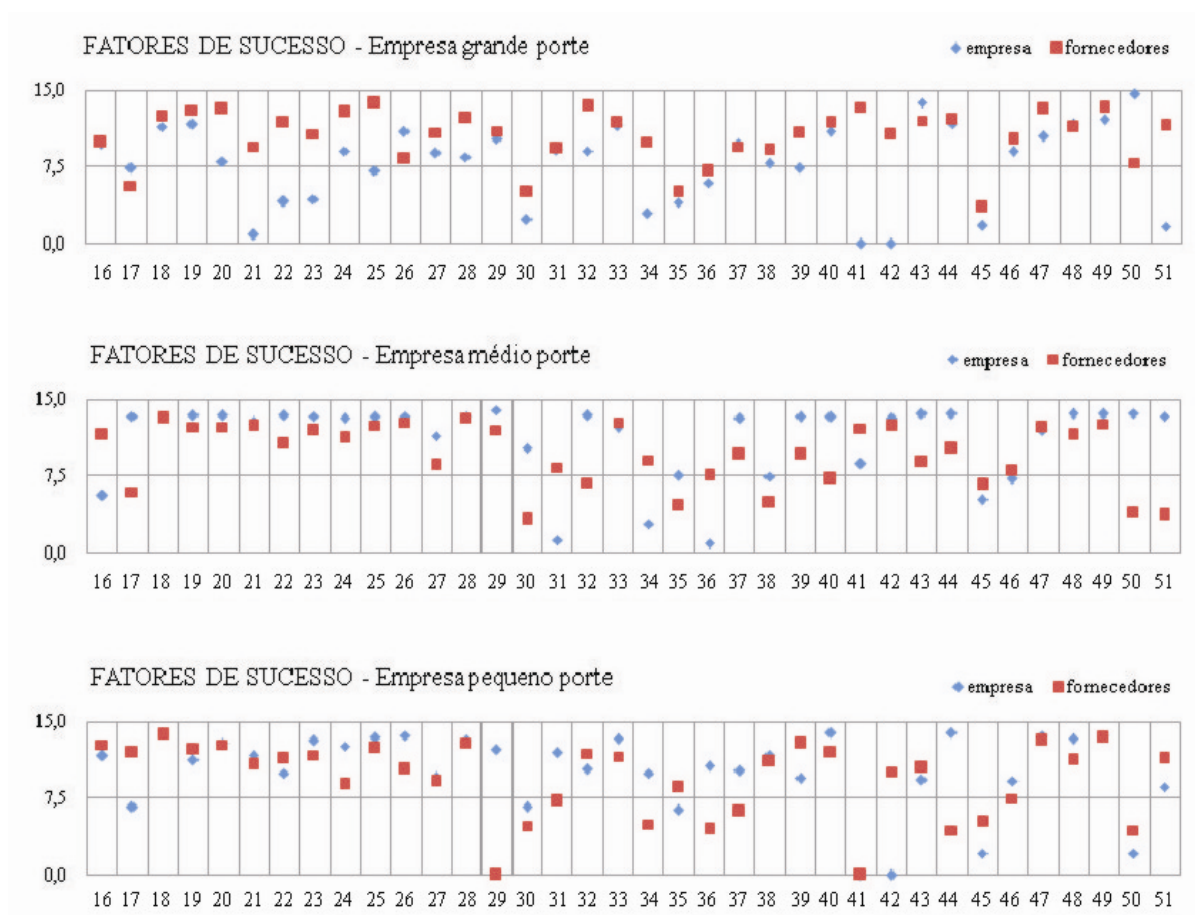 FATORES DE SUCESSO - Empresa grande porte
empresa fornecedores
15,0
7,5
0,0
16 17 18 19 20 21 22 23 24 25 26 27 28 29 30 31 32 33 34 35 36 37 38 39 40 41 42 43 44 45 46 47 48 49 50 51
FATORES DE SUCESSO - Empresa médio porte
empresa fornecedores
15,0
7,5
0,0
16 17 18 19 20 21 22 23 24 25 26 27 28 29 30 31 32 33 34 35 36 37 38 39 40 41 42 43 44 45 46 47 48 49 50 51
FATORES DE SUCESSO - Empresa pequeno porte
empresa fornecedores
15,0
7,5
0,0
16 17 18 19 20 21 22 23 24 25 26 27 28 29 30 31 32 33 34 35 36 37 38 39 40 41 42 43 44 45 46 47 48 49 50 51